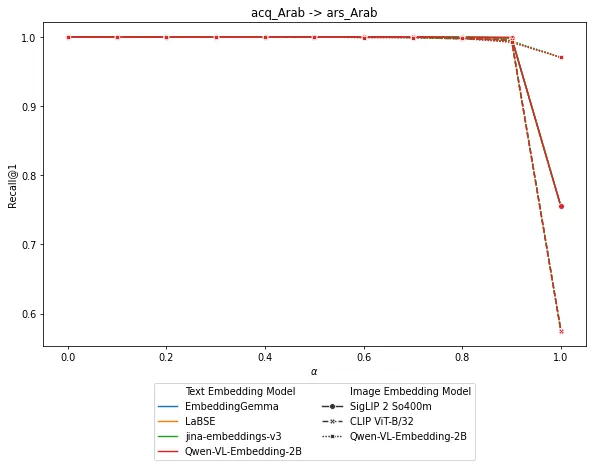 acq_Arab -> ars_Arab
Recall@1
1.0
0.9
0.8
0.7
0.6
0.0
0.2
0.4
0.6
0.8
1.0
α
Text Embedding Model
EmbeddingGemma
LaBSE
jina-embeddings-v3
Qwen-VL-Embedding-2B
Image Embedding Model
SigLIP 2 So400m
CLIP ViT-B/32
Qwen-VL-Embedding-2B